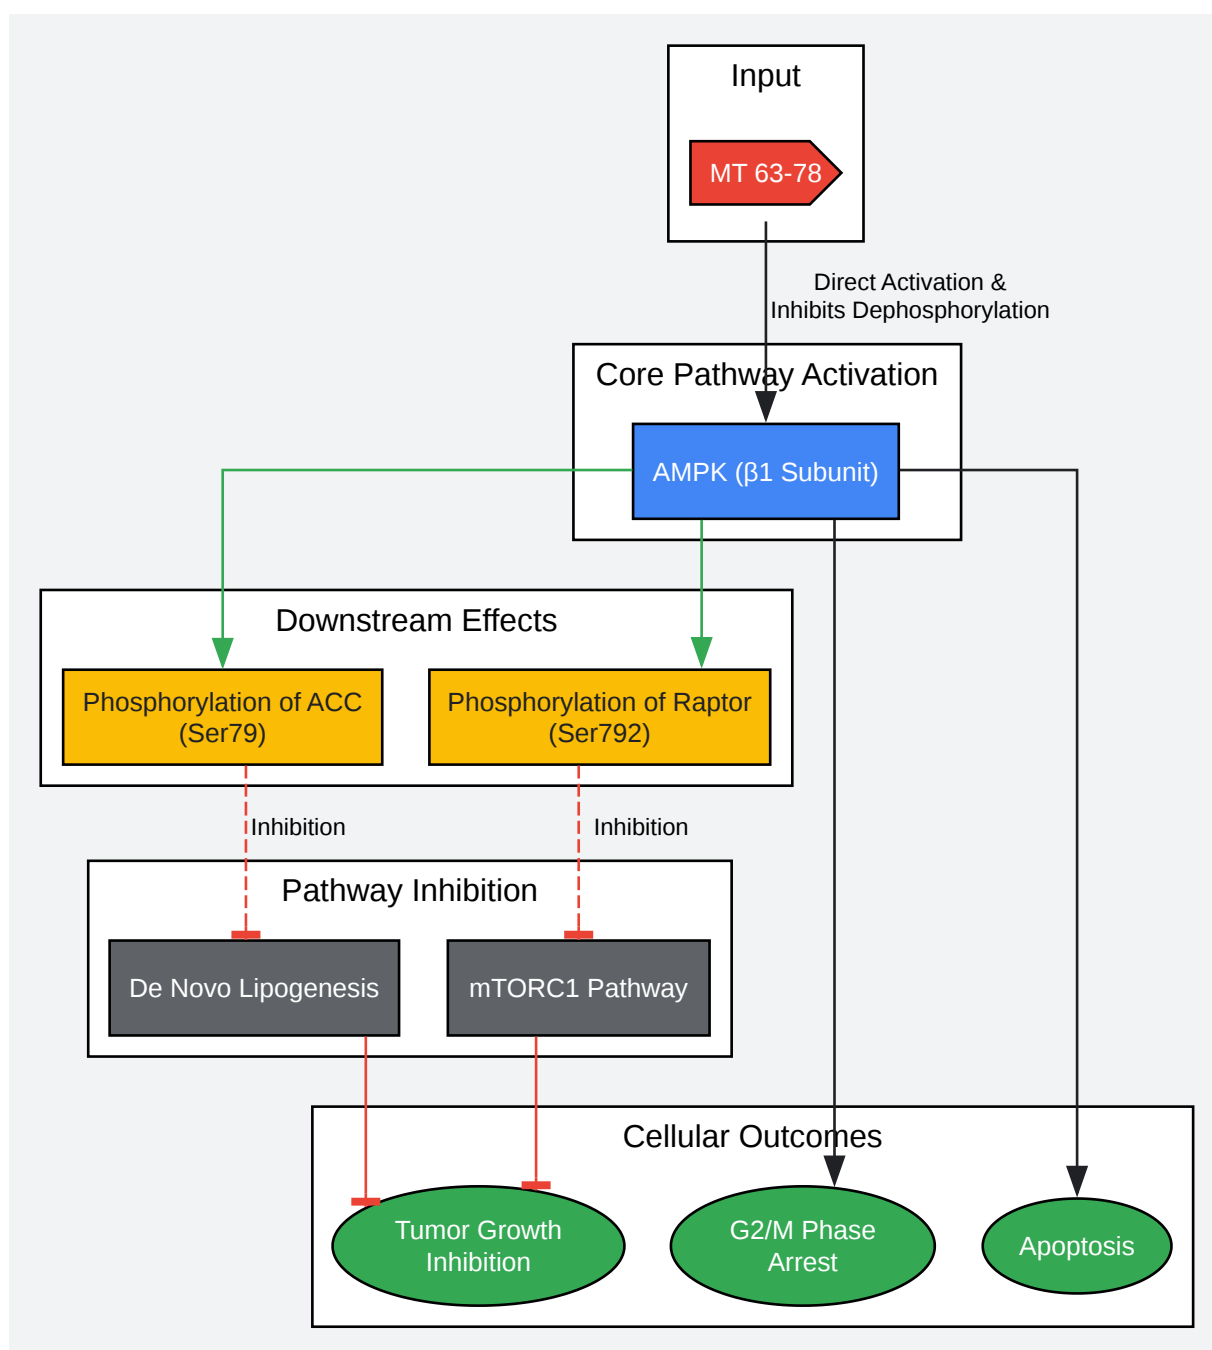 Input
MT 63-78
Direct Activation &
Inhibits Dephosphorylation
Core Pathway Activation
AMPK (β1 Subunit)
Downstream Effects
Phosphorylation of ACC
(Ser79)
Phosphorylation of Raptor
(Ser792)
Inhibition
Inhibition
Pathway Inhibition
De Novo Lipogenesis
mTORC1 Pathway
Cellular Outcomes
Tumor Growth
Inhibition
G2/M Phase
Arrest
Apoptosis